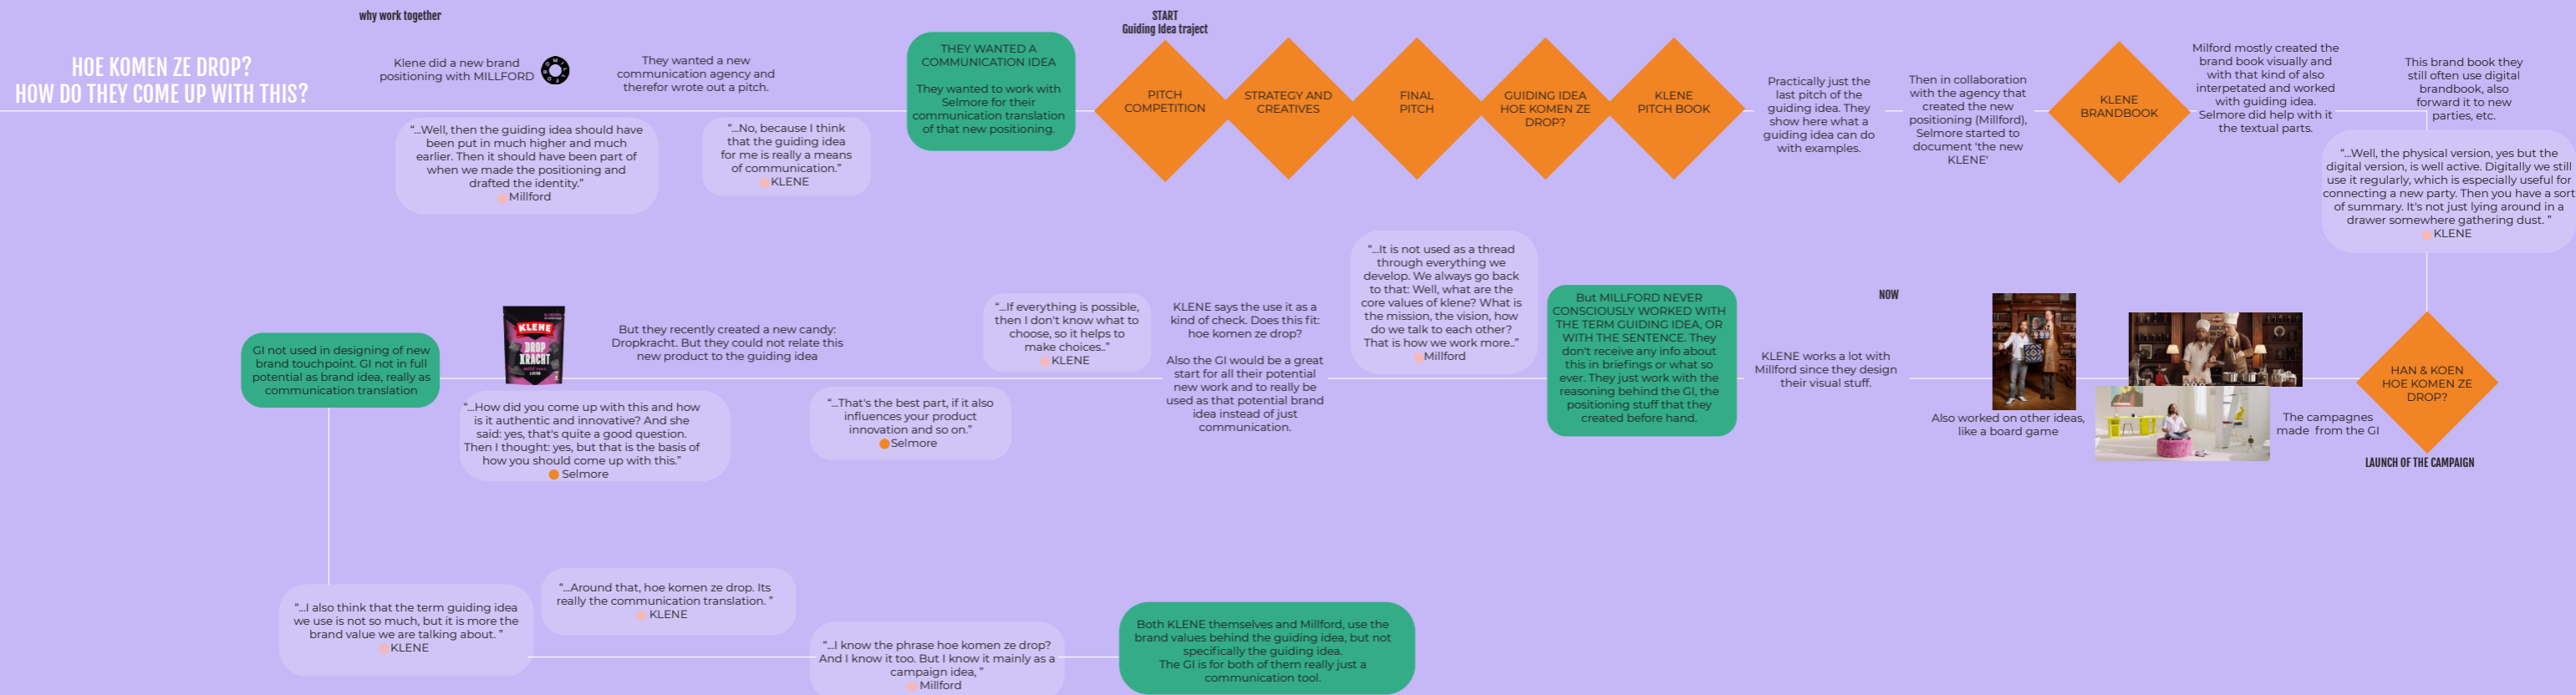 why work together
HOE KOMEN ZE DROP?
HOW DO THEY COME UP WITH THIS?
Klene did a new brand
positioning with MILLFORD
They wanted a new
communication agency and
therefor wrote out a pitch.
“...Well, then the guiding idea should have
been put in much higher and much
earlier. Then it should have been part of
when we made the positioning and
drafted the identity.”
Millford
“...No, because I think
that the guiding idea
for me is really a means
of communication.”
KLENE
THEY WANTED A
COMMUNICATION IDEA
They wanted to work with
Selmore for their
communication translation
of that new positioning.
START
Guiding Idea traject
PITCH
COMPETITION
STRATEGY AND
CREATIVES
FINAL
PITCH
GUIDING IDEA
HOE KOMEN ZE
DROP?
KLENE
PITCH BOOK
Practically just the
last pitch of the
guiding idea. They
show here what a
guiding idea can do
with examples.
Then in collaboration
with the agency that
created the new
positioning (Millford),
Selmore started to
document 'the new
KLENE'
KLENE
BRANDBOOK
Milford mostly created the
brand book visually and
with that kind of also
interpetated and worked
with guiding idea.
Selmore did help with it
the textual parts.
This brand book they
still often use digital
brandbook, also
forward it to new
parties, etc.
“...Well, the physical version, yes but the
digital version, is well active. Digitally we still
use it regularly, which is especially useful for
connecting a new party. Then you have a sort
of summary. It's not just lying around in a
drawer somewhere gathering dust. ”
KLENE
GI not used in designing of new
brand touchpoint. GI not in full
potential as brand idea, really as
communication translation
KLENE
DROP
KRACHT
But they recently created a new candy:
Dropkracht. But they could not relate this
new product to the guiding idea
“...How did you come up with this and how
is it authentic and innovative? And she
said: yes, that's quite a good question.
Then I thought: yes, but that is the basis of
how you should come up with this.”
Selmore
“...That's the best part, if it also
influences your product
innovation and so on.”
Selmore
“...If everything is possible,
then I don't know what to
choose, so it helps to
make choices..”
KLENE
KLENE says the use it as a
kind of check. Does this fit:
hoe komen ze drop?
Also the GI would be a great
start for all their potential
new work and to really be
used as that potential brand
idea instead of just
communication.
“...It is not used as a thread
through everything we
develop. We always go back
to that: Well, what are the
core values of klene? What is
the mission, the vision, how
do we talk to each other?
That is how we work more..”
Millford
But MILLFORD NEVER
CONSCIOUSLY WORKED WITH
THE TERM GUIDING IDEA, OR
WITH THE SENTENCE. They
don't receive any info about
this in briefings or what so
ever. They just work with the
reasoning behind the GI, the
positioning stuff that they
created before hand.
NOW
KLENE works a lot with
Millford since they design
their visual stuff.
Also worked on other ideas,
like a board game
The campagnes
made from the GI
HAN & KOEN
HOE KOMEN ZE
DROP?
LAUNCH OF THE CAMPAIGN
“...I also think that the term guiding idea
we use is not so much, but it is more the
brand value we are talking about. ”
KLENE
“...Around that, hoe komen ze drop. Its
really the communication translation. ”
KLENE
“...I know the phrase hoe komen ze drop?
And I know it too. But I know it mainly as a
campaign idea, ”
Millford
Both KLENE themselves and Millford, use the
brand values behind the guiding idea, but not
specifically the guiding idea.
The GI is for both of them really just a
communication tool.